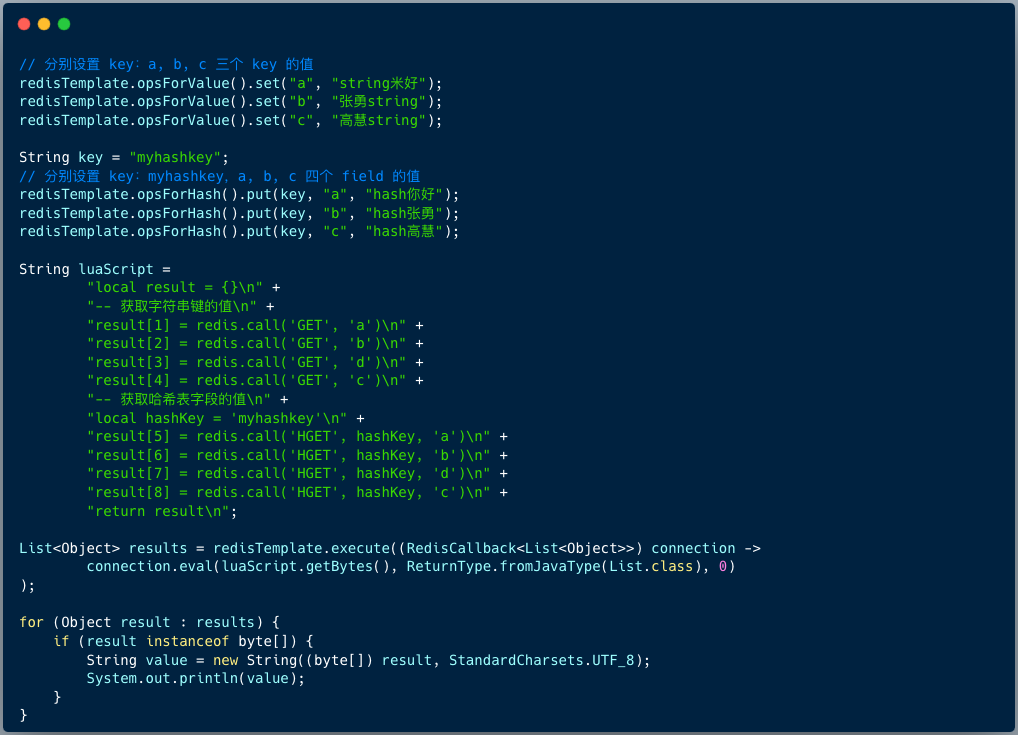 // 分别设置 key：a, b, c 三个 key 的值
redisTemplate.opsForValue().set("a", "string米好");
redisTemplate.opsForValue().set("b", "张勇string");
redisTemplate.opsForValue().set("c", "高慧string");
String key = "myhashkey";
// 分别设置 key：myhashkey，a, b, c 四个 field 的值
redisTemplate.opsForHash().put(key, "a", "hash你好");
redisTemplate.opsForHash().put(key, "b", "hash张勇");
redisTemplate.opsForHash().put(key, "c", "hash高慧");
String luaScript =
"local result = {}\n" +
"-- 获取字符串键的值\n" +
"result[1] = redis.call('GET', 'a')\n" +
"result[2] = redis.call('GET', 'b')\n" +
"result[3] = redis.call('GET', 'd')\n" +
"result[4] = redis.call('GET', 'c')\n" +
"-- 获取哈希表字段的值\n" +
"local hashKey = 'myhashkey'\n" +
"result[5] = redis.call('HGET', hashKey, 'a')\n" +
"result[6] = redis.call('HGET', hashKey, 'b')\n" +
"result[7] = redis.call('HGET', hashKey, 'd')\n" +
"result[8] = redis.call('HGET', hashKey, 'c')\n" +
"return result\n";
List<Object> results = redisTemplate.execute((RedisCallback<List<Object>>) connection ->
connection.eval(luaScript.getBytes(), ReturnType.fromJavaType(List.class), 0)
);
for (Object result : results) {
if (result instanceof byte[]) {
String value = new String((byte[]) result, StandardCharsets.UTF_8);
System.out.println(value);
}
}